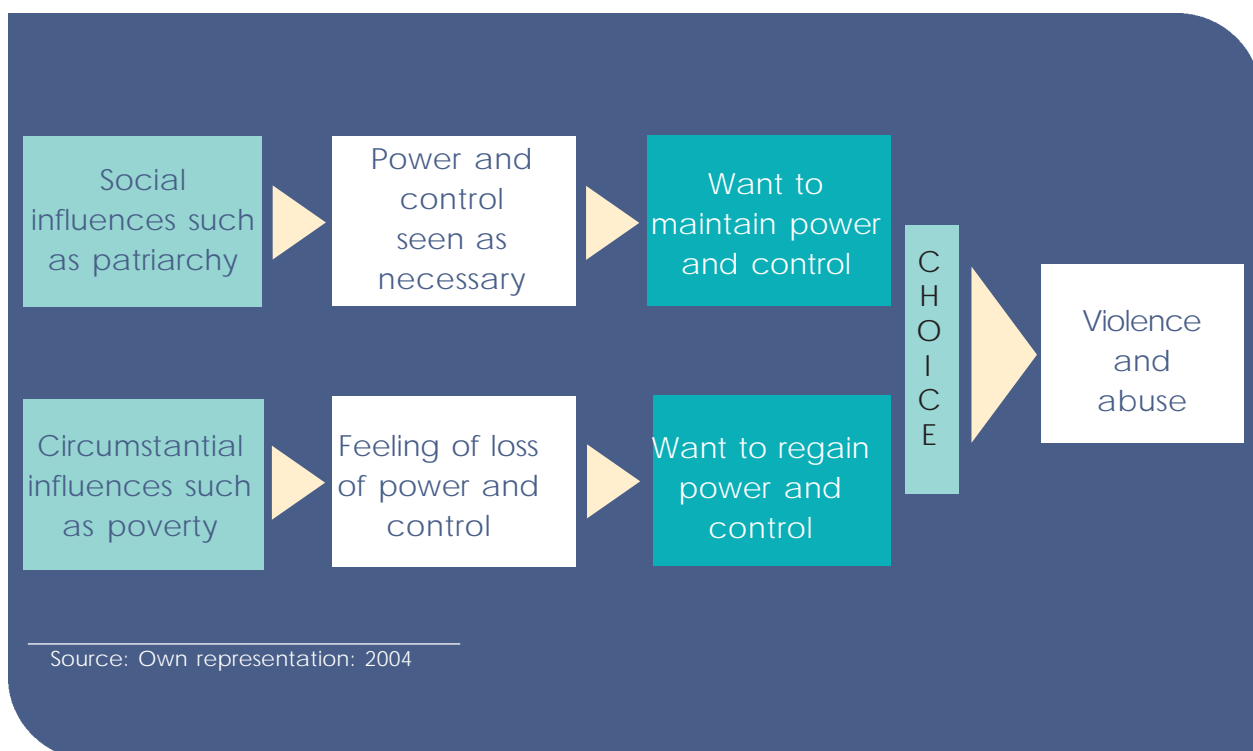 Social
influences such
as patriarchy
Power and
control
seen as
necessary
Want to
maintain power
and control
Circumstantial
influences such
as poverty
Feeling of loss
of power and
control
Want to regain
power and
control
C
H
O
I
C
E
Violence
and
abuse
Source: Own representation: 2004